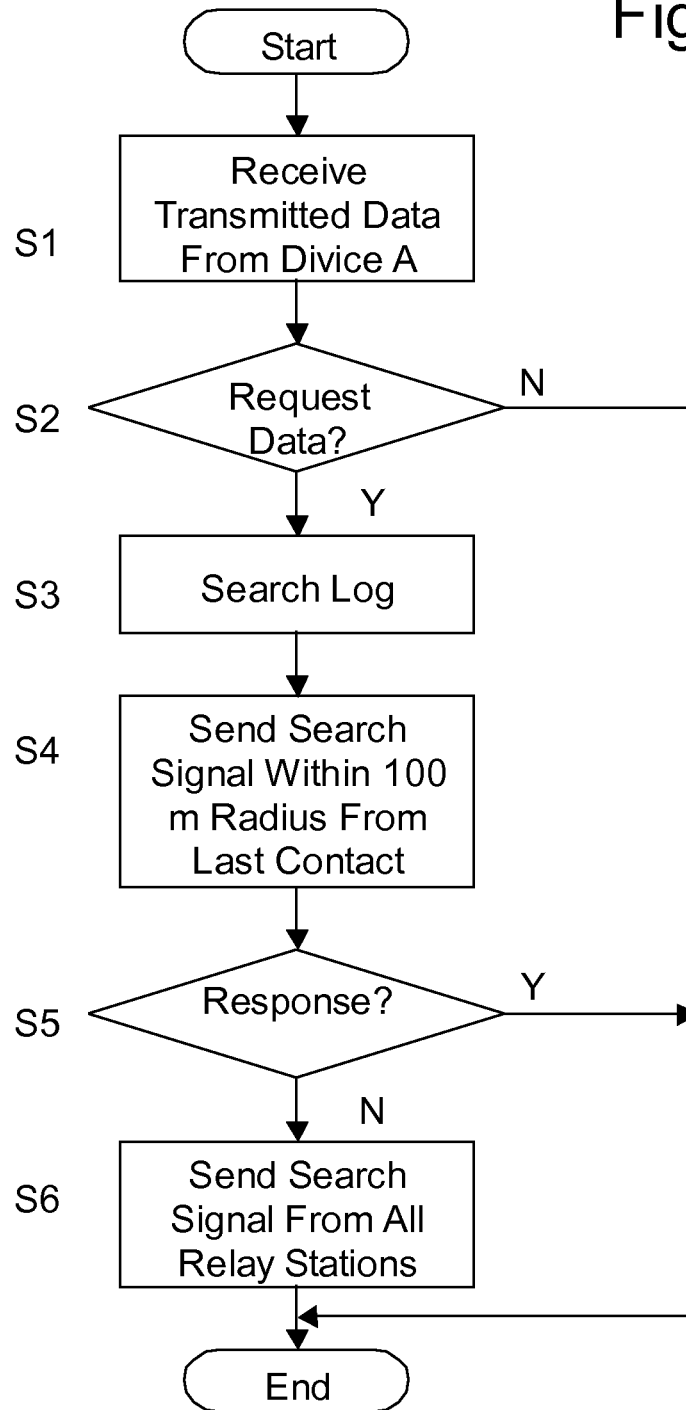 Fig
Start
S1
Receive
Transmitted Data
From Divice A
S2
Request
Data?
N
Y
S3
Search Log
S4
Send Search
Signal Within 100
m Radius From
Last Contact
S5
Response?
Y
N
S6
Send Search
Signal From All
Relay Stations
End